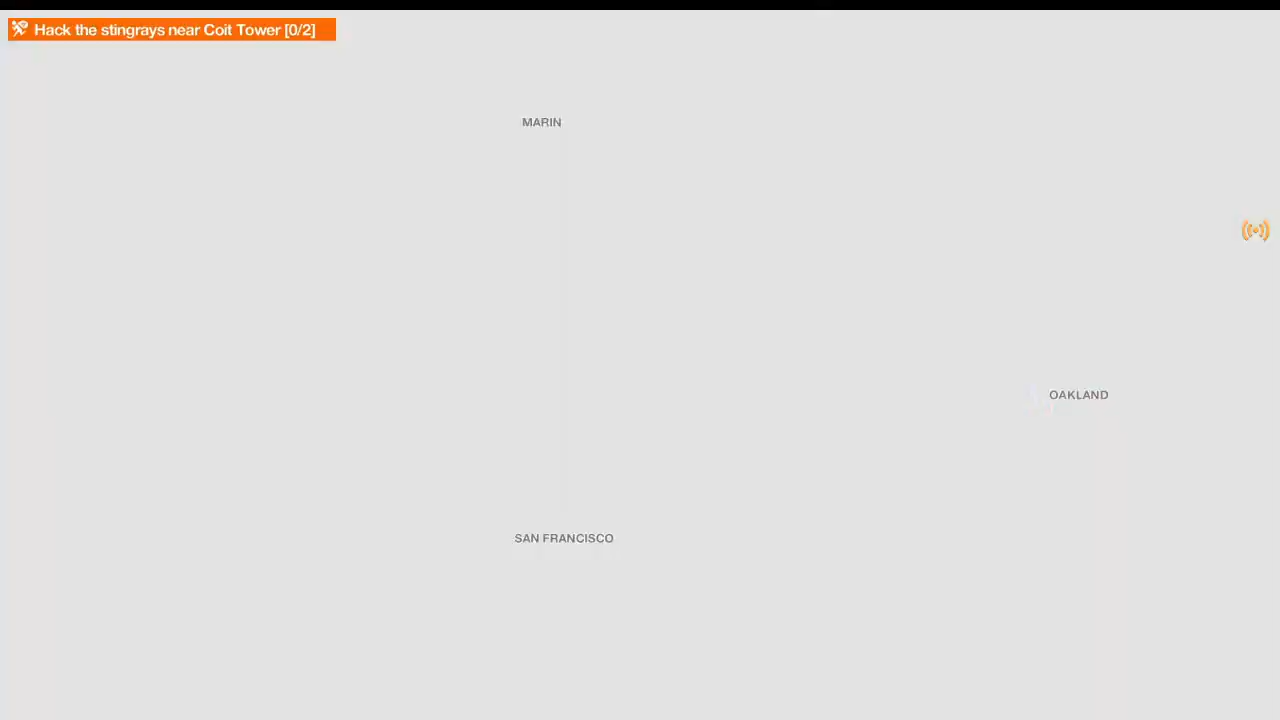 Hack the stingrays near Coit Tower [0/2]
MARIN
OAKLAND
SAN FRANCISCO